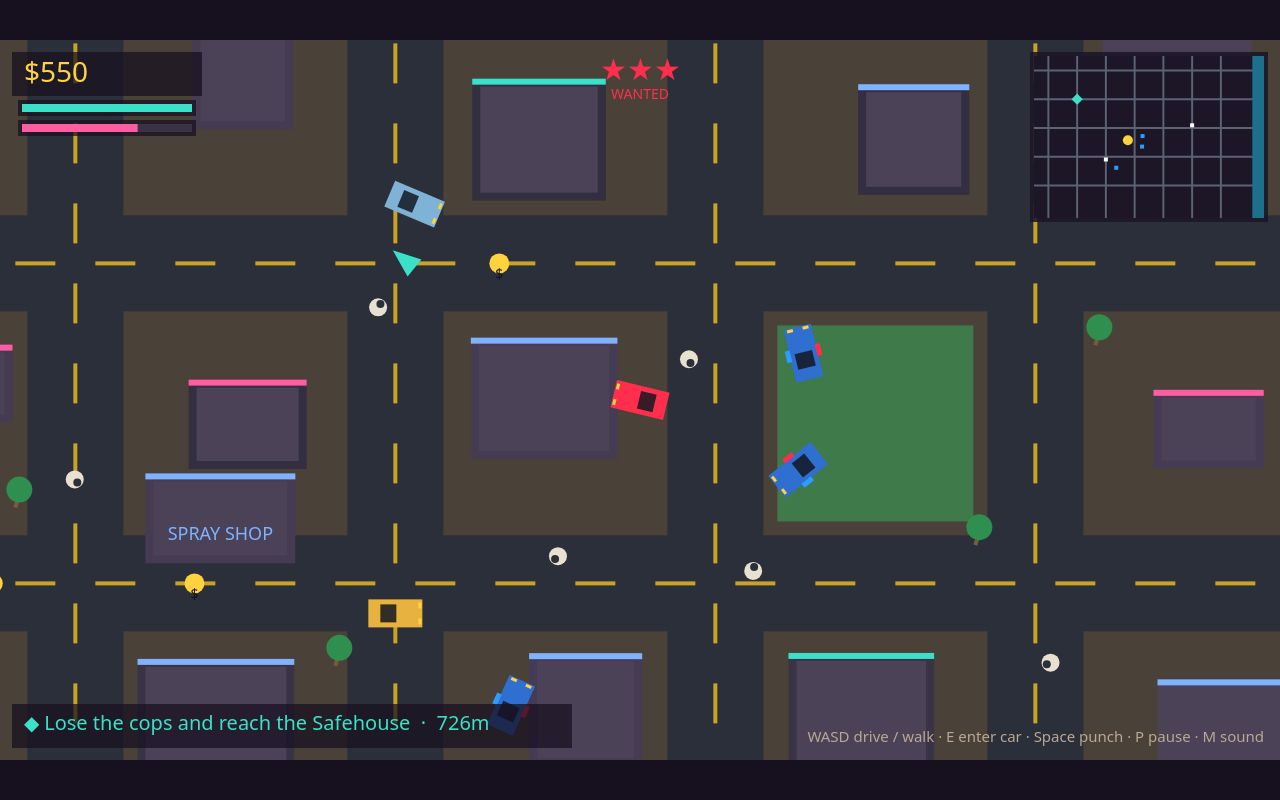 $550
★★★
WANTED
$
SPRAY SHOP
$
◆ Lose the cops and reach the Safehouse · 726m
WASD drive / walk · E enter car · Space punch · P pause · M sound